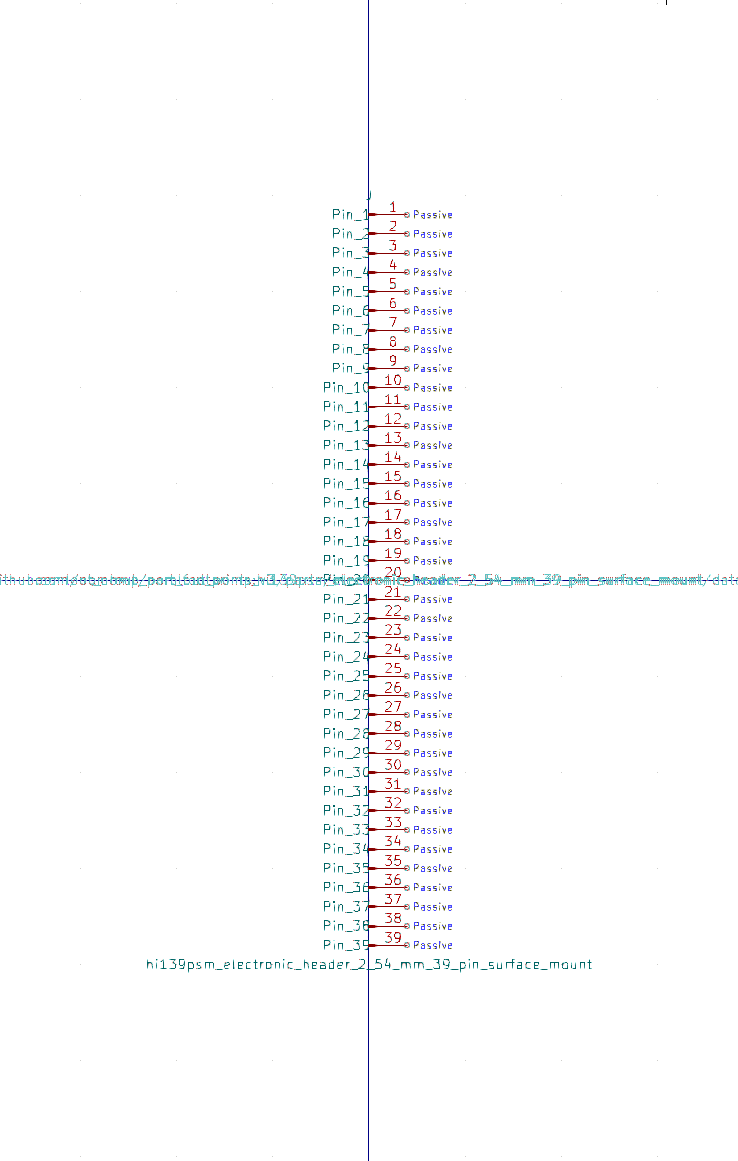 J
Pin_1 1 Passive
Pin_2 2 Passive
Pin_3 3 Passive
Pin_4 4 Passive
Pin_5 5 Passive
Pin_6 6 Passive
Pin_7 7 Passive
Pin_8 8 Passive
Pin_9 9 Passive
Pin_10 10 Passive
Pin_11 11 Passive
Pin_12 12 Passive
Pin_13 13 Passive
Pin_14 14 Passive
Pin_15 15 Passive
Pin_16 16 Passive
Pin_17 17 Passive
Pin_18 18 Passive
Pin_19 19 Passive
20 header_2_54_mm_39_pin_surface_mount
Pin_21 21 Passive
Pin_22 22 Passive
Pin_23 23 Passive
Pin_24 24 Passive
Pin_25 25 Passive
Pin_26 26 Passive
Pin_27 27 Passive
Pin_28 28 Passive
Pin_29 29 Passive
Pin_30 30 Passive
Pin_31 31 Passive
Pin_32 32 Passive
Pin_33 33 Passive
Pin_34 34 Passive
Pin_35 35 Passive
Pin_36 36 Passive
Pin_37 37 Passive
Pin_38 38 Passive
Pin_39 39 Passive
hi139psm_electronic_header_2_54_mm_39_pin_surface_mount